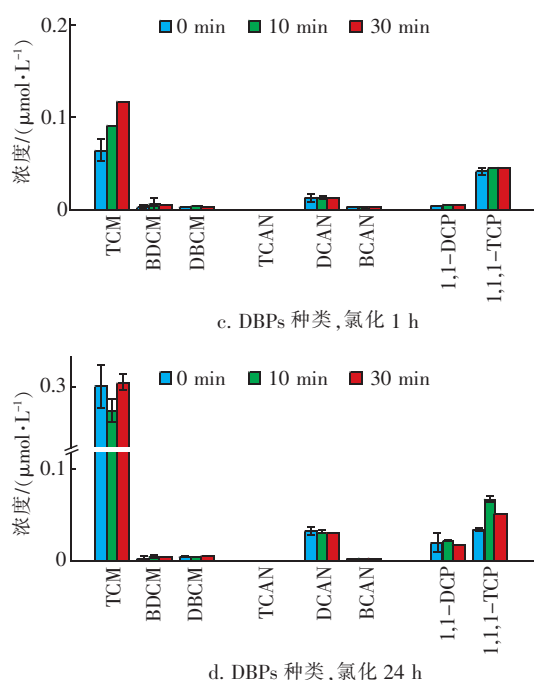 0.2
0 min 10 min 30 min
浓度/(μmol·L⁻¹)
0.1
0
TCM BDCM DBCM TCAN DCAN BCAN 1,1-DCP 1,1,1-TCP
c. DBPs 种类,氯化 1 h
0 min 10 min 30 min
0.3
浓度/(μmol·L⁻¹)
0.1
0
TCM BDCM DBCM TCAN DCAN BCAN 1,1-DCP 1,1,1-TCP
d. DBPs 种类,氯化 24 h